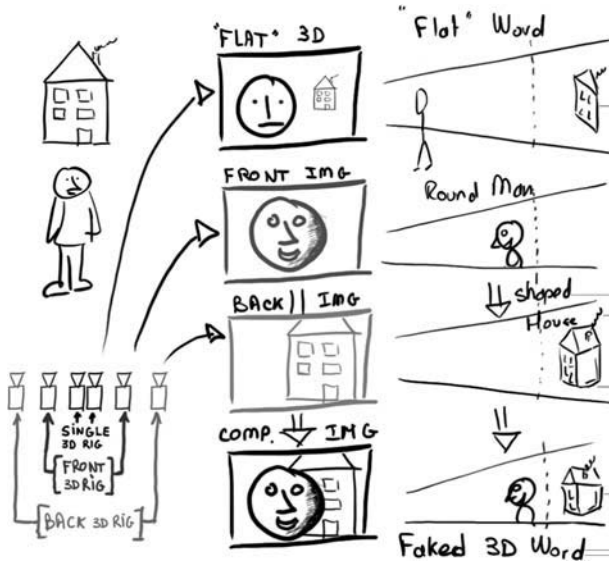 "FLAT" 3D
"Flat" Word
FRONT IMG
Round Man
BACK || IMG
shaped
House
SINGLE
3D RIG
[FRONT
3D RIG]
[BACK 3D RIG]
COMP. IMG
Faked 3D Word